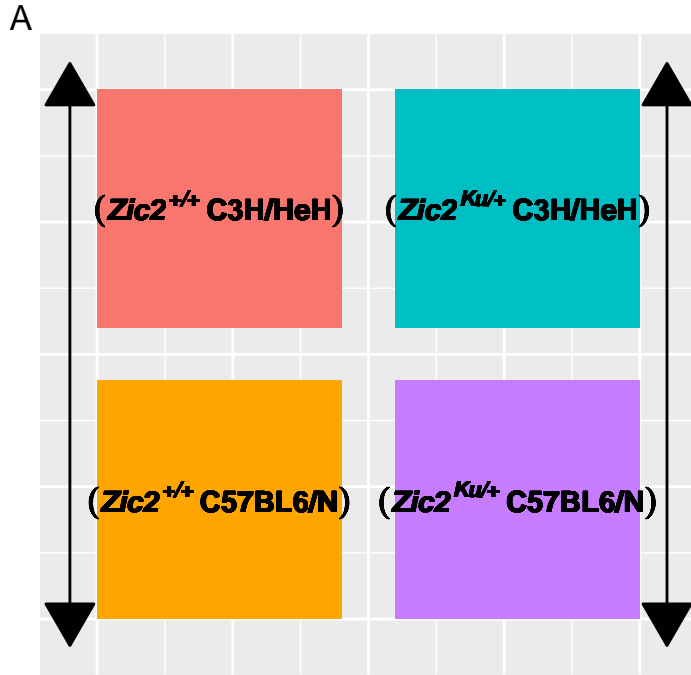 A
(Zic2+/+ C3H/HeH)
(Zic2Ku/+ C3H/HeH)
(Zic2+/+ C57BL6/N)
(Zic2Ku/+ C57BL6/N)